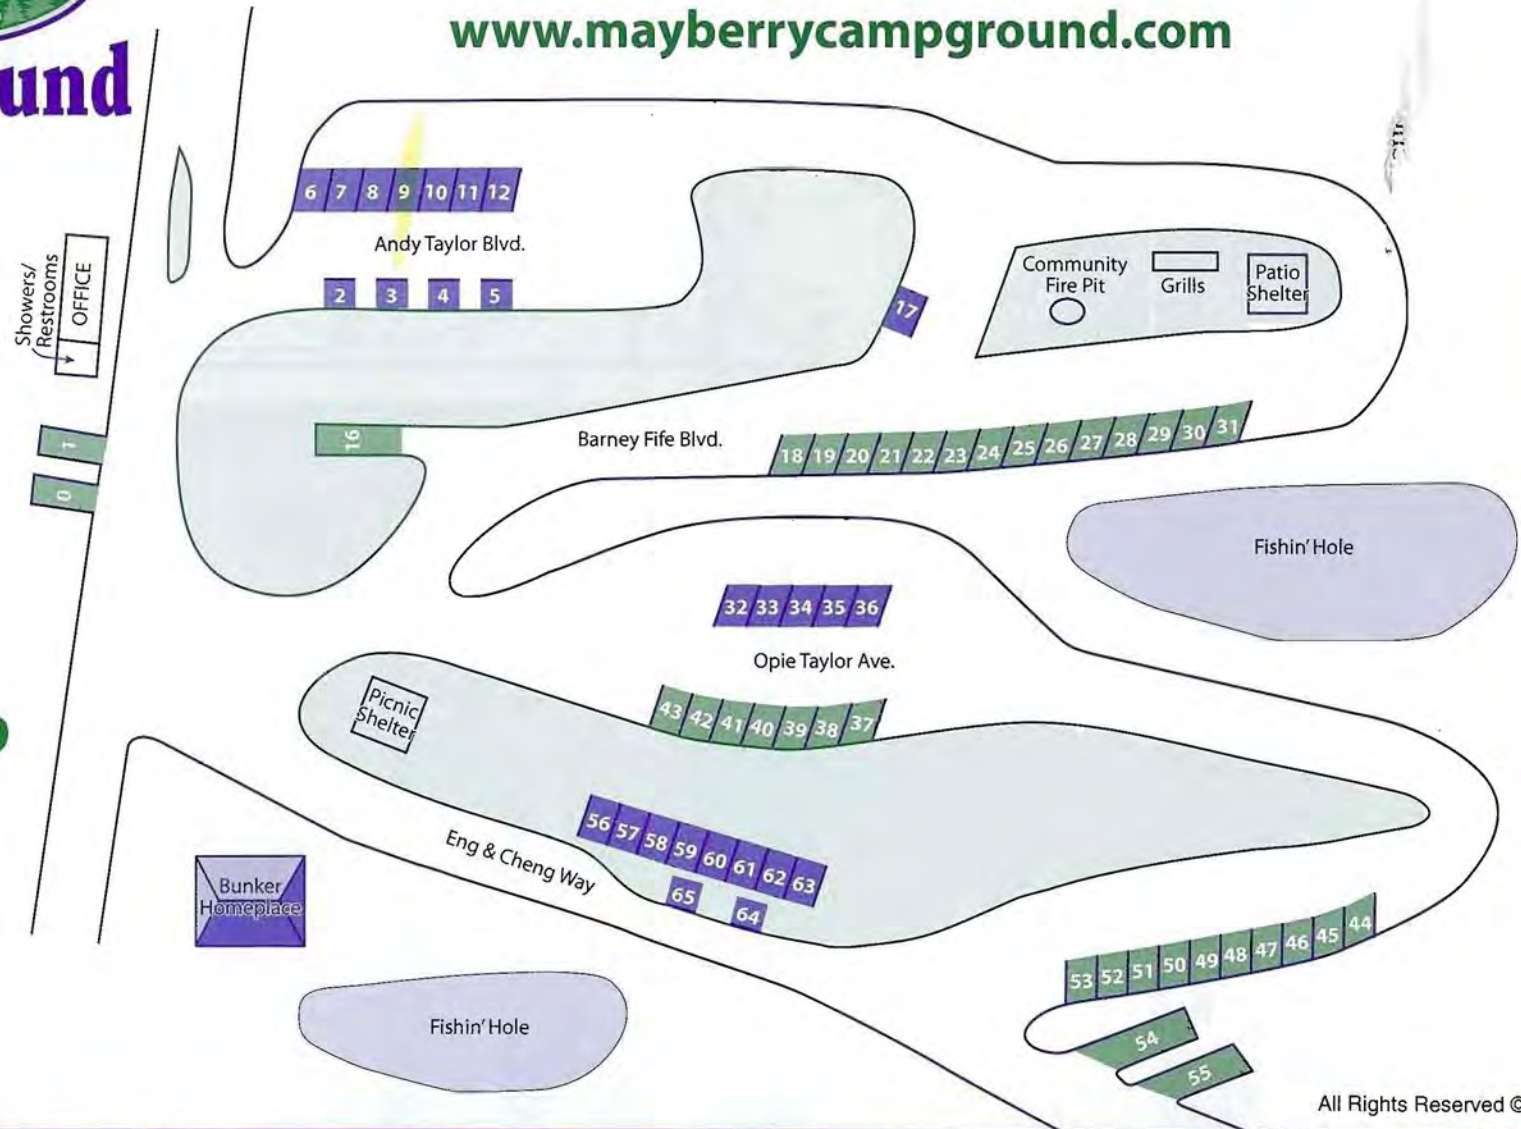 www.mayberrycampground.com
und
6 7 8 9 10 11 12
Andy Taylor Blvd.
2 3 4 5
Showers/
Restrooms
OFFICE
17
Community
Fire Pit
Grills
Patio
Shelter
1
0
16
Barney Fife Blvd.
18 19 20 21 22 23 24 25 26 27 28 29 30 31
Fishin' Hole
32 33 34 35 36
Opie Taylor Ave.
43 42 41 40 39 38 37
Picnic
Shelter
56 57 58 59 60 61 62 63
65 64
Eng & Cheng Way
Bunker
Homeplace
53 52 51 50 49 48 47 46 45 44
54
55
Fishin' Hole
All Rights Reserved ©